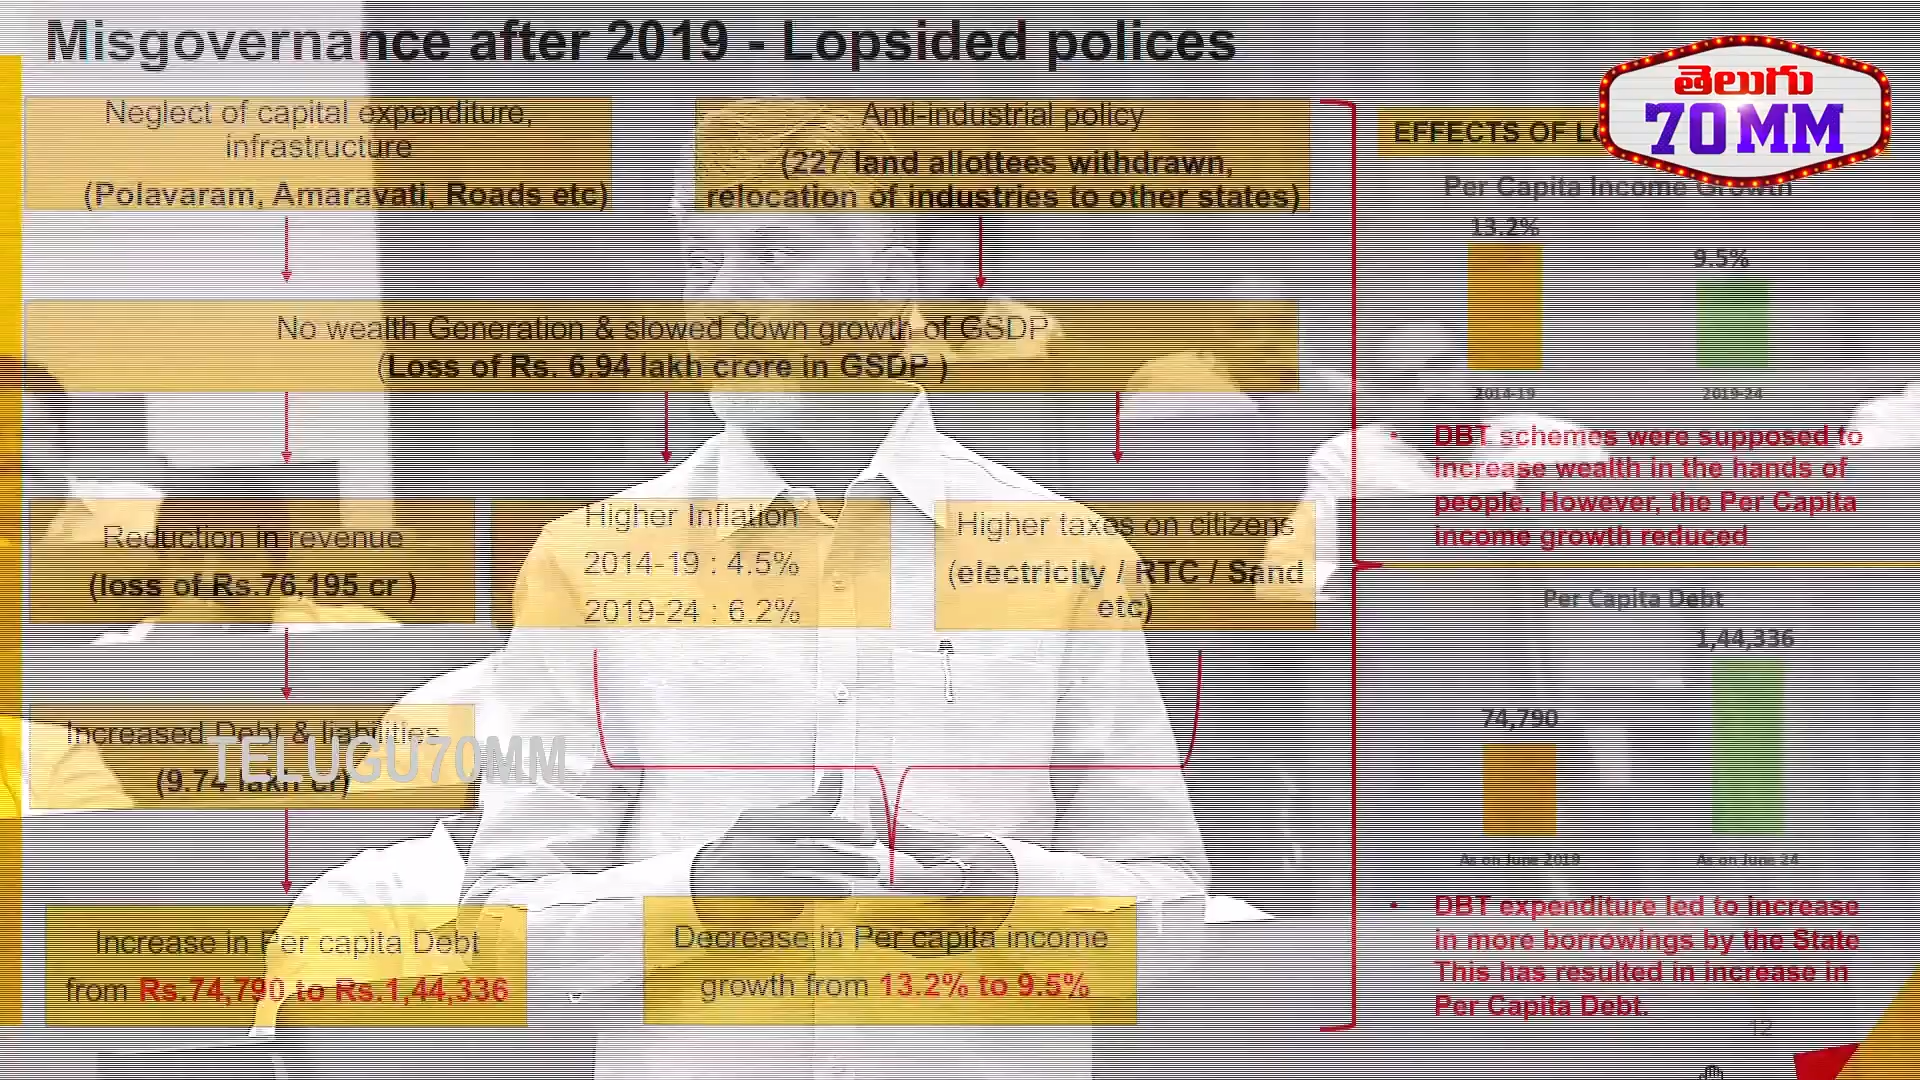 Misgovernance after 2019 - Lopsided polices
తెలుగు
70MM
Neglect of capital expenditure,
infrastructure
(Polavaram, Amaravati, Roads etc)
Anti-industrial policy
(227 land allottees withdrawn,
relocation of industries to other states)
No wealth Generation & slowed down growth of GSDP
(Loss of Rs. 6.94 lakh crore in GSDP )
Reduction in revenue
(loss of Rs.76,195 cr )
Higher Inflation
2014-19 : 4.5%
2019-24 : 6.2%
Higher taxes on citizens
(electricity / RTC / Sand
etc)
Increased Debt & liabilities
(9.74 lakh cr)
TELUGU70MM
Increase in Per capita Debt
from Rs.74,790 to Rs.1,44,336
Decrease in Per capita income
growth from 13.2% to 9.5%
EFFECTS OF
Per Capita Income Growth
13.2%
9.5%
2014-19
2019-24
• DBT schemes were supposed to
increase wealth in the hands of
people. However, the Per Capita
income growth reduced
Per Capita Debt
1,44,336
74,790
As on June 2019
As on June 24
• DBT expenditure led to increase
in more borrowings by the State
This has resulted in increase in
Per Capita Debt.
12